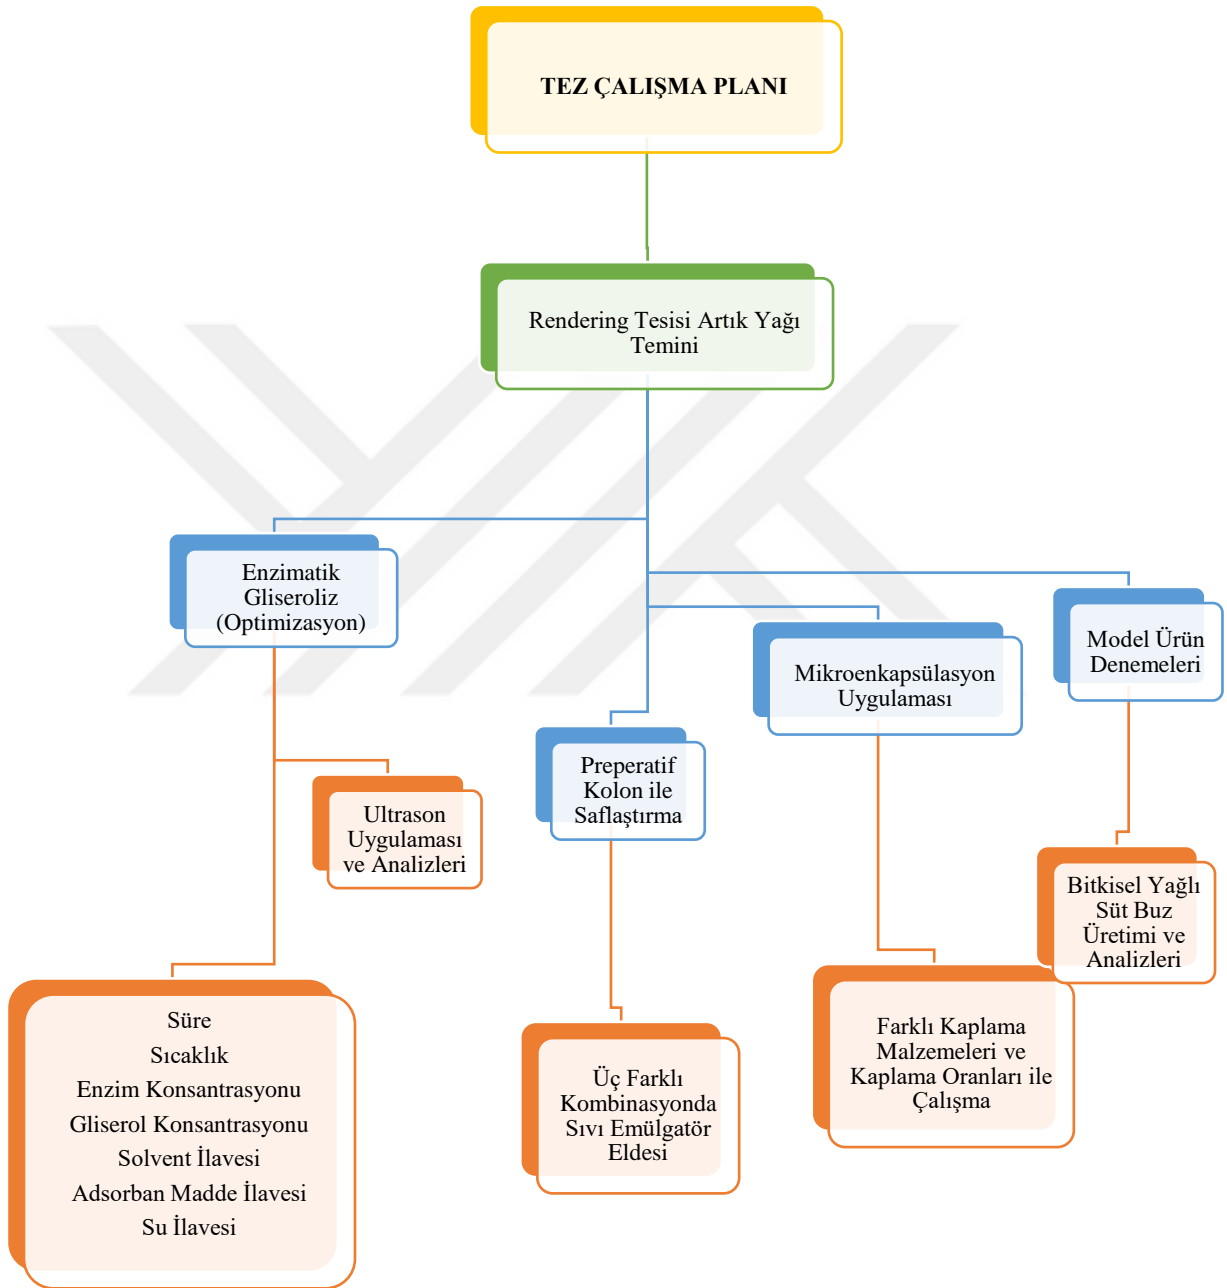 TEZ ÇALIŞMA PLANI
Rendering Tesisi Artık Yağı
Temini
Enzimatik
Gliseroliz
(Optimizasyon)
Ultrason
Uygulaması
ve Analizleri
Süre
Sıcaklık
Enzim Konsantrasyonu
Gliserol Konsantrasyonu
Solvent İlavesi
Adsorban Madde İlavesi
Su İlavesi
Preperatif
Kolon ile
Saflaştırma
Üç Farklı
Kombinasyonda
Sıvı Emülgatör
Eldesi
Mikroenkapsülasyon
Uygulaması
Farklı Kaplama
Malzemeleri ve
Kaplama Oranları ile
Çalışma
Model Ürün
Denemeleri
Bitkisel Yağlı
Süt Buz
Üretimi ve
Analizleri